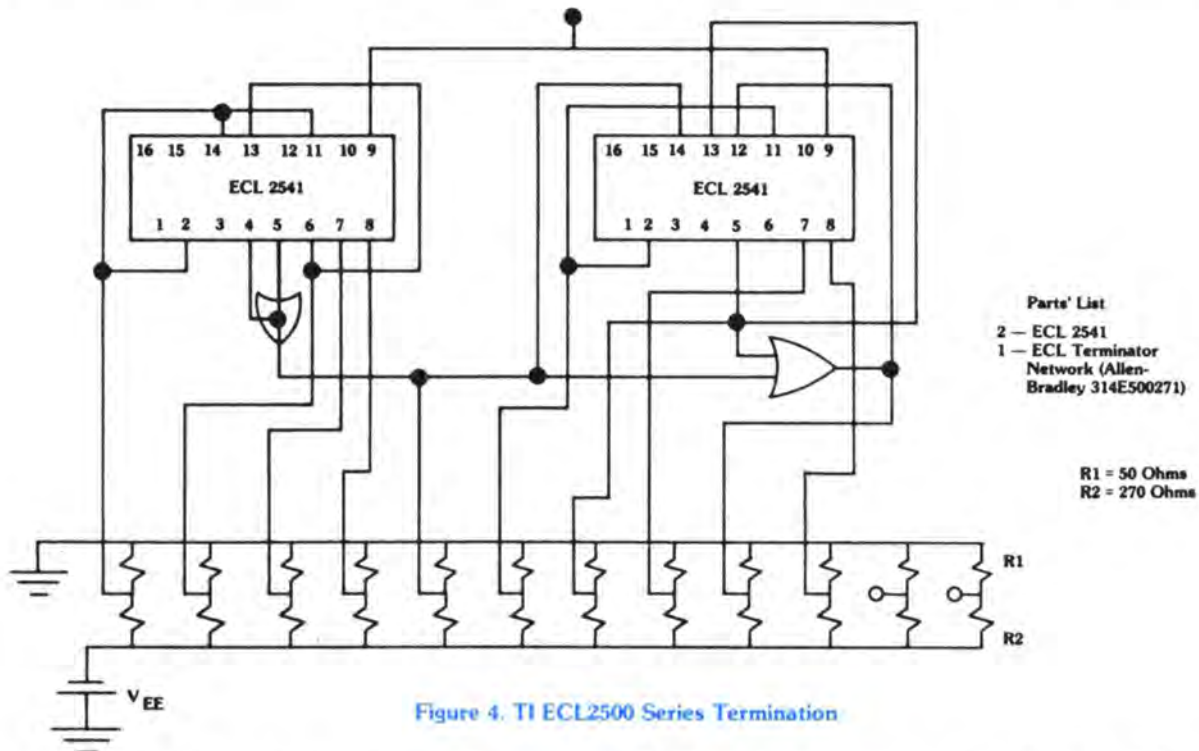 16 15 14 13 12 11 10 9
ECL 2541
1 2 3 4 5 6 7 8
16 15 14 13 12 11 10 9
ECL 2541
1 2 3 4 5 6 7 8
Parts' List
2 — ECL 2541
1 — ECL Terminator
Network (Allen-
Bradley 314E500271)
R1 = 50 Ohms
R2 = 270 Ohms
R1
R2
VEE
Figure 4. TI ECL2500 Series Termination